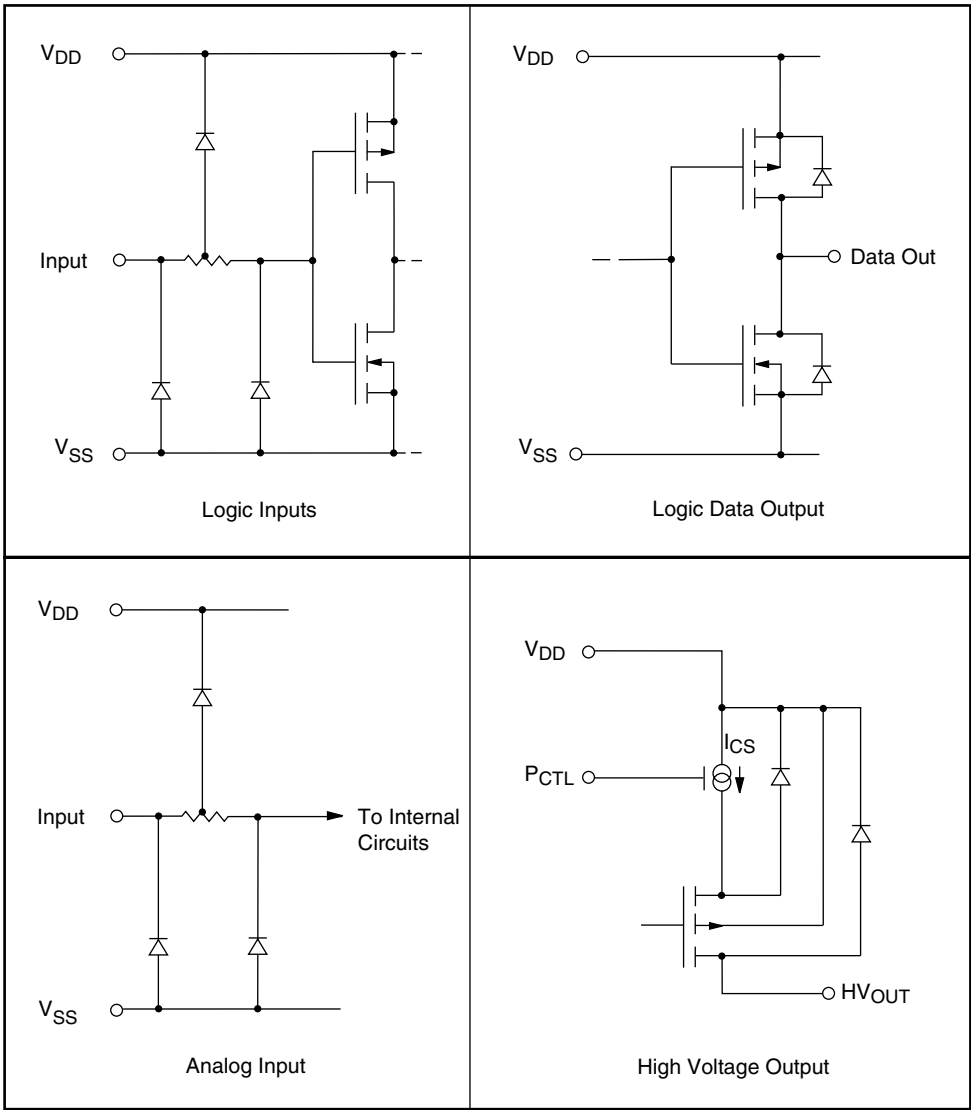 VDD
Input
VSS
Logic Inputs
VDD
Data Out
VSS
Logic Data Output
VDD
Input
To Internal
Circuits
VSS
Analog Input
VDD
ICS
PCTL
HVOUT
High Voltage Output